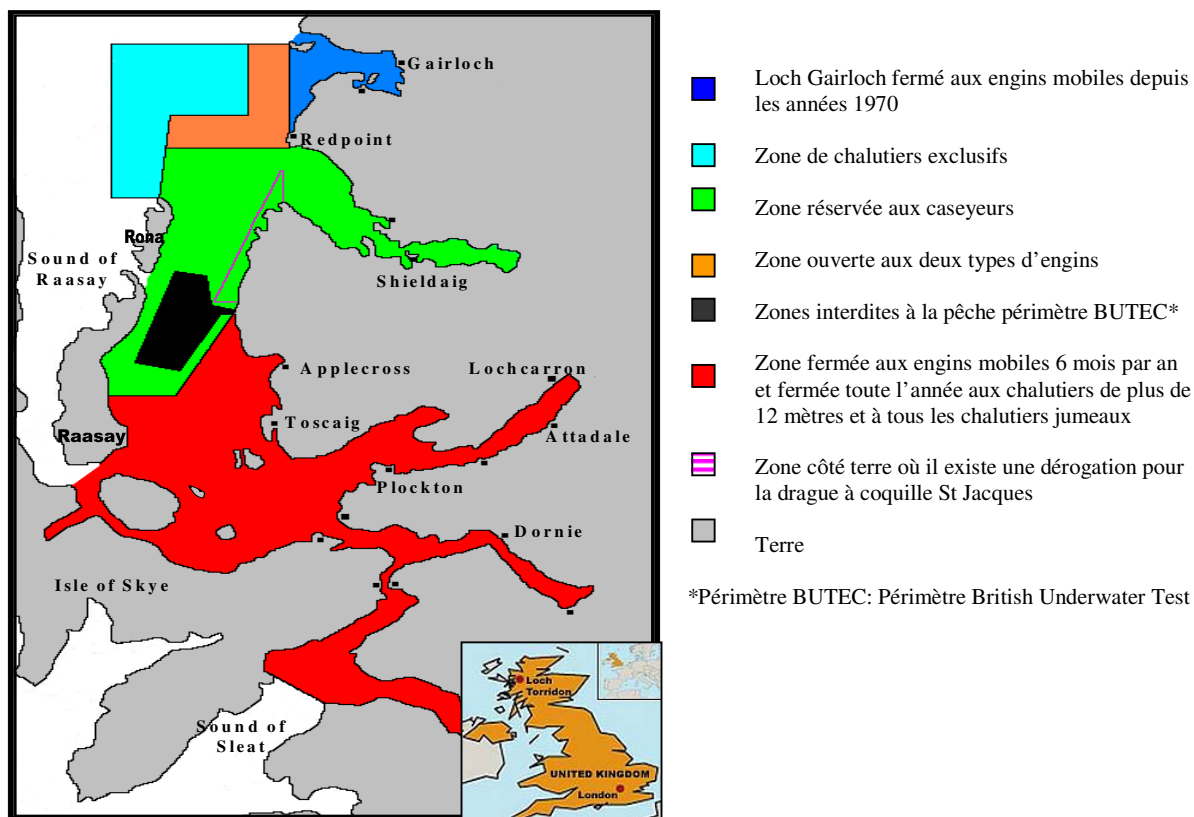 Gairloch
Redpoint
Rona
Sound of
Raasay
Shieldaig
Applecross
Lochcarron
Toscaig
Attadale
Raasay
Plockton
Dornie
Isle of Skye
Sound of
Sleat
Loch
Torridon
UNITED KINGDOM
London
Loch Gairloch fermé aux engins mobiles depuis
les années 1970
Zone de chalutiers exclusifs
Zone réservée aux caseyeurs
Zone ouverte aux deux types d'engins
Zones interdites à la pêche périmètre BUTEC*
Zone fermée aux engins mobiles 6 mois par an
et fermée toute l'année aux chalutiers de plus de
12 mètres et à tous les chalutiers jumeaux
Zone côté terre où il existe une dérogation pour
la drague à coquille St Jacques
Terre
*Périmètre BUTEC: Périmètre British Underwater Test